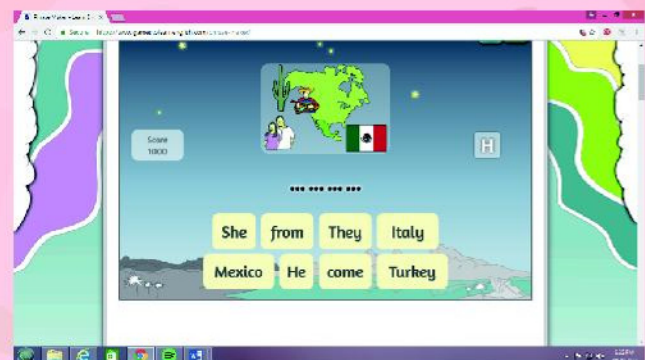 Score
1000
H
••• ••• ••• •••
She from They Italy
Mexico He come Turkey